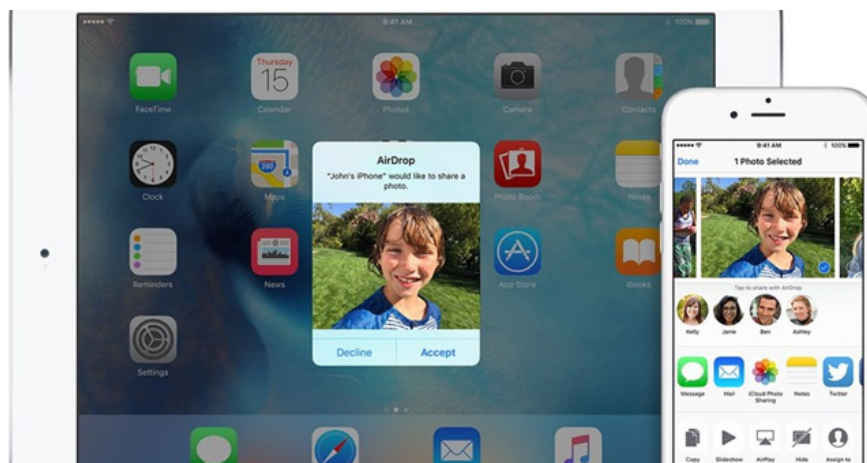 9:41 AM
100%
Thursday
15
FaceTime
Calendar
Photos
Camera
Contacts
AirDrop
"John's iPhone" would like to share a
photo.
Clock
Maps
280
Photo Booth
Notes
Reminders
News
App Store
iBooks
Decline
Accept
Settings
9:41 AM
100%
Done
1 Photo Selected
Tap to share with AirDrop
Kelly
Janie
Ben
Ashley
Message
Mail
iCloud Photo
Sharing
Notes
Twitter
Copy
Slideshow
AirPlay
Hide
Assign to